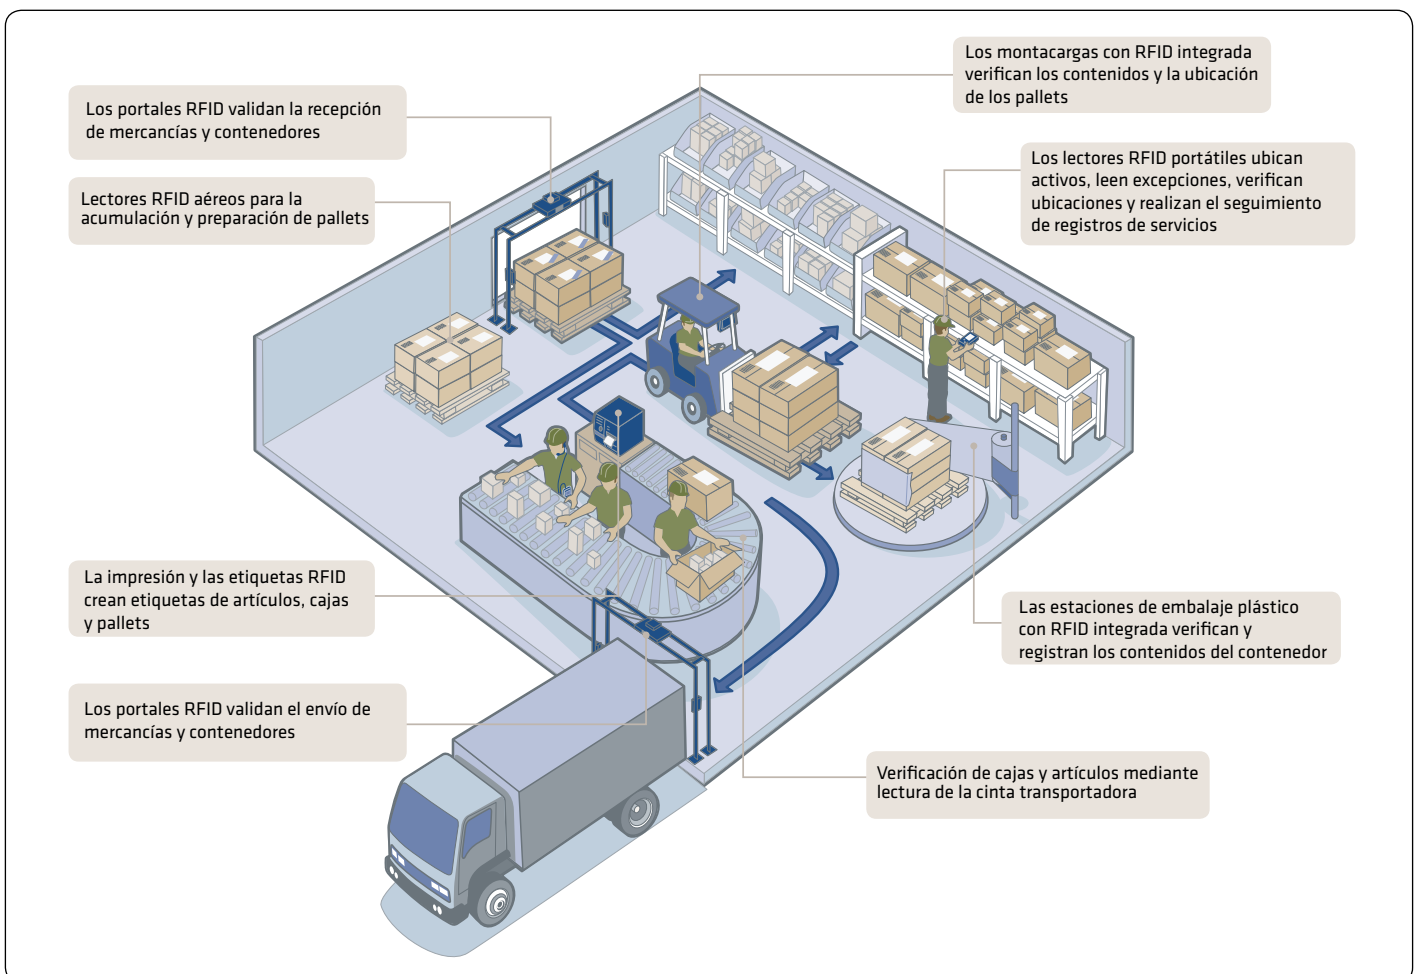 Los portales RFID validan la recepción
de mercancías y contenedores
Lectores RFID aéreos para la
acumulación y preparación de pallets
Los montacargas con RFID integrada
verifican los contenidos y la ubicación
de los pallets
Los lectores RFID portátiles ubican
activos, leen excepciones, verifican
ubicaciones y realizan el seguimiento
de registros de servicios
La impresión y las etiquetas RFID
crean etiquetas de artículos, cajas
y pallets
Los portales RFID validan el envío de
mercancías y contenedores
Las estaciones de embalaje plástico
con RFID integrada verifican y
registran los contenidos del contenedor
Verificación de cajas y artículos mediante
lectura de la cinta transportadora